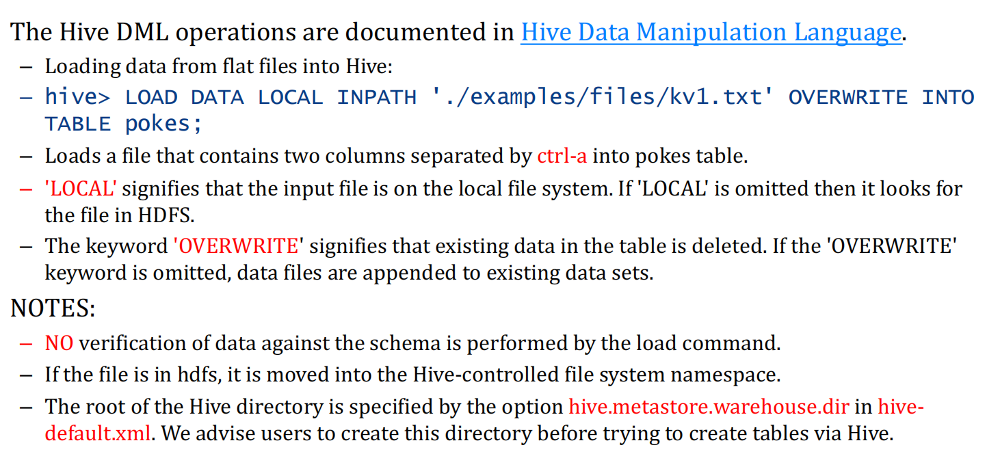 The Hive DML operations are documented in Hive Data Manipulation Language.
– Loading data from flat files into Hive:
– hive> LOAD DATA LOCAL INPATH './examples/files/kv1.txt' OVERWRITE INTO
TABLE pokes;
– Loads a file that contains two columns separated by ctrl-a into pokes table.
– 'LOCAL' signifies that the input file is on the local file system. If 'LOCAL' is omitted then it looks for
the file in HDFS.
– The keyword 'OVERWRITE' signifies that existing data in the table is deleted. If the 'OVERWRITE'
keyword is omitted, data files are appended to existing data sets.
NOTES:
– NO verification of data against the schema is performed by the load command.
– If the file is in hdfs, it is moved into the Hive-controlled file system namespace.
– The root of the Hive directory is specified by the option hive.metastore.warehouse.dir in hive-
default.xml. We advise users to create this directory before trying to create tables via Hive.